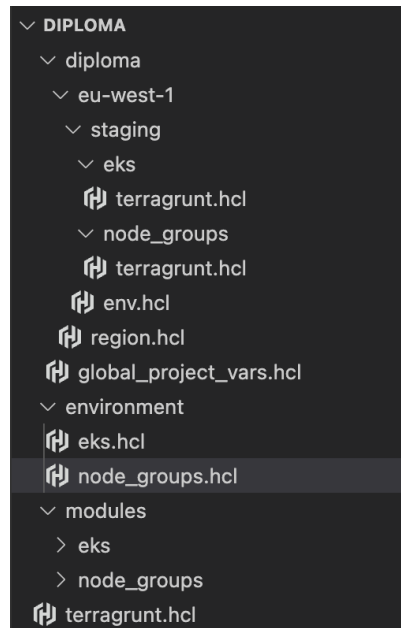 DIPLOMA
diploma
eu-west-1
staging
eks
terragrunt.hcl
node_groups
terragrunt.hcl
env.hcl
region.hcl
global_project_vars.hcl
environment
eks.hcl
node_groups.hcl
modules
eks
node_groups
terragrunt.hcl